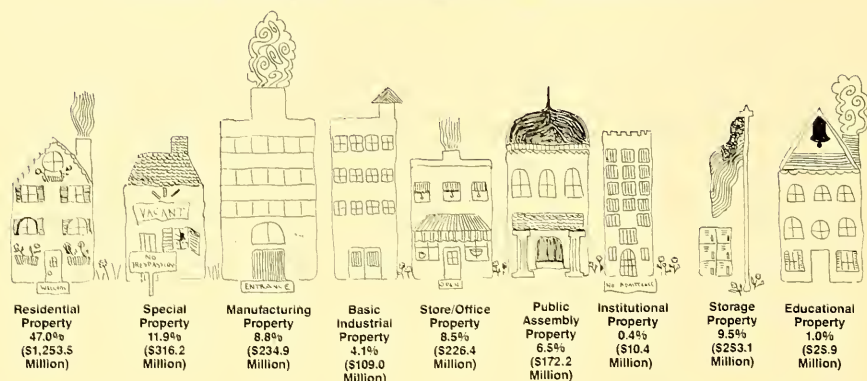 VACANT
NO
TRESPASSING
WELCOME
ENTRANCE
OPEN
NO ADMITTANCE
Residential
Property
47.0%
($1,253.5
Million)
Special
Property
11.9%
($316.2
Million)
Manufacturing
Property
8.8%
($234.9
Million)
Basic
Industrial
Property
4.1%
($109.0
Million)
Store/Office
Property
8.5%
($226.4
Million)
Public
Assembly
Property
6.5%
($172.2
Million)
Institutional
Property
0.4%
($10.4
Million)
Storage
Property
9.5%
($253.1
Million)
Educational
Property
1.0%
($25.9
Million)